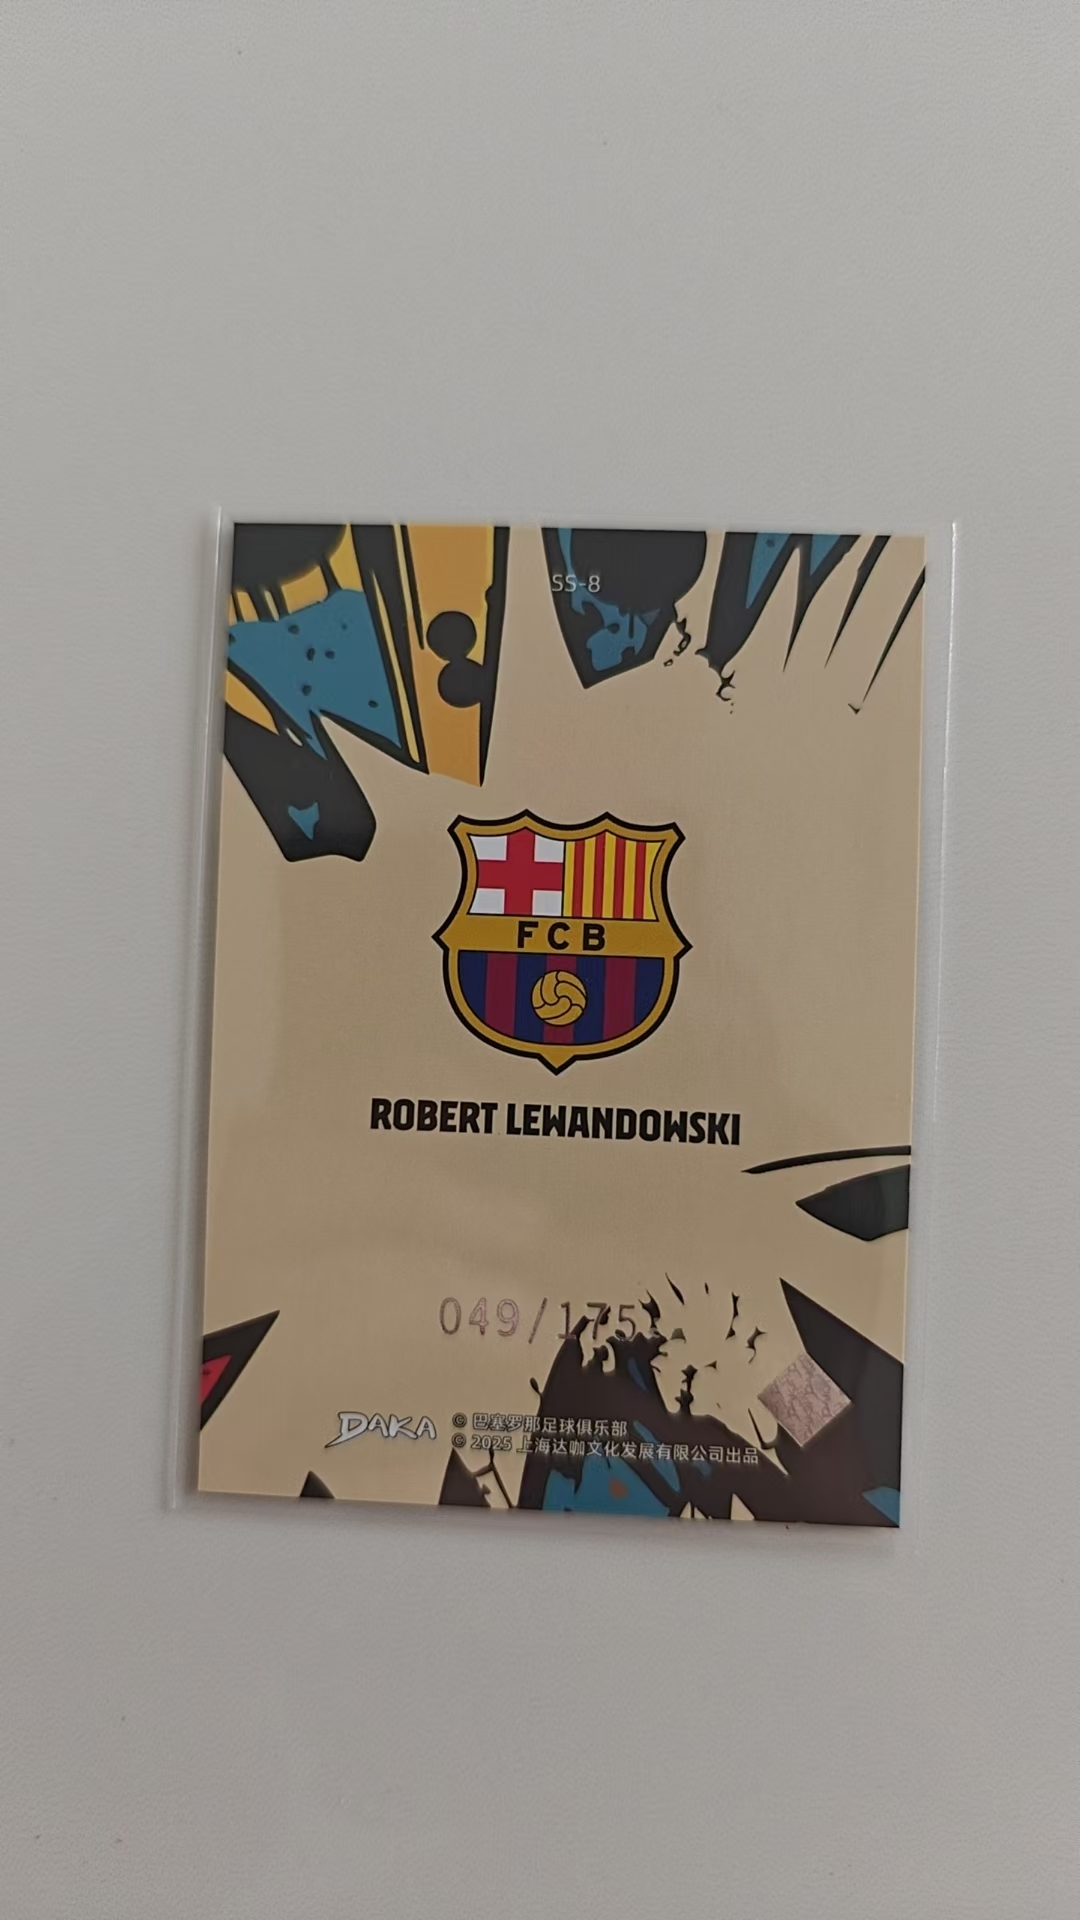 SS-8
FCB
ROBERT LEWANDOWSKI
049/175
DAKA
© 巴塞罗那足球俱乐部
© 2025 上海达咖文化发展有限公司出品